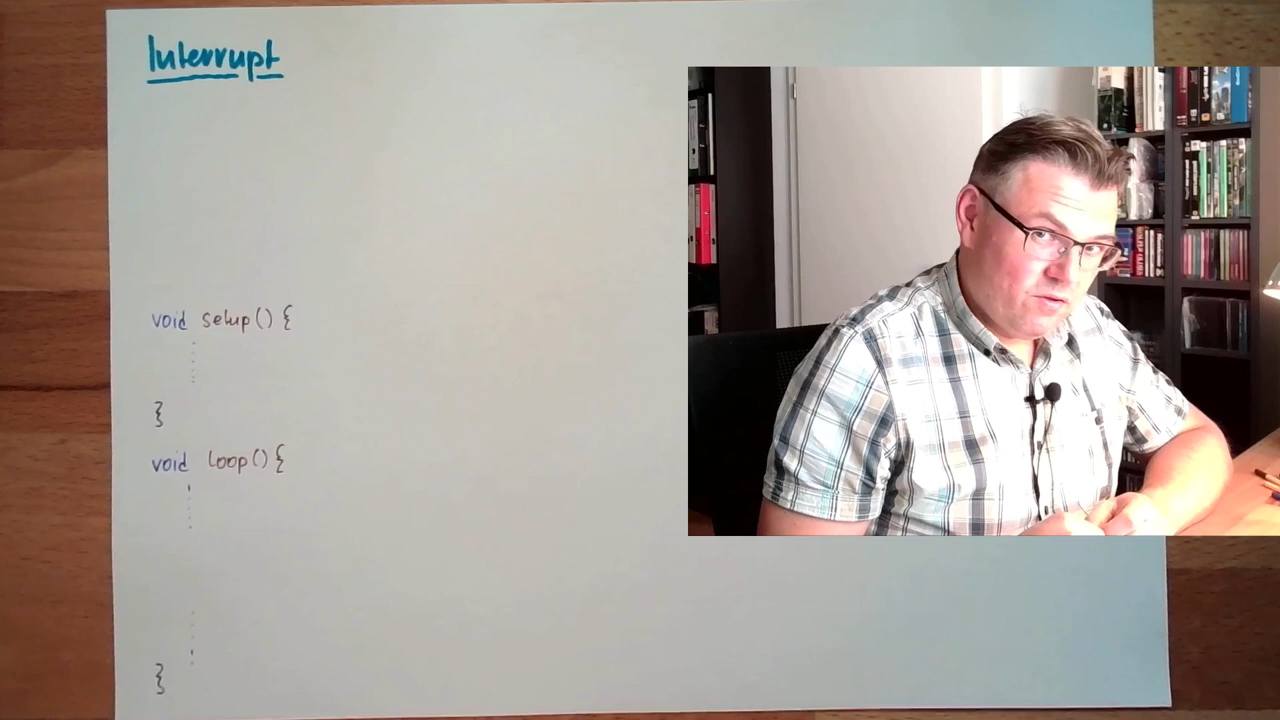 Interrupt
void setup() {
}
void loop() {
}